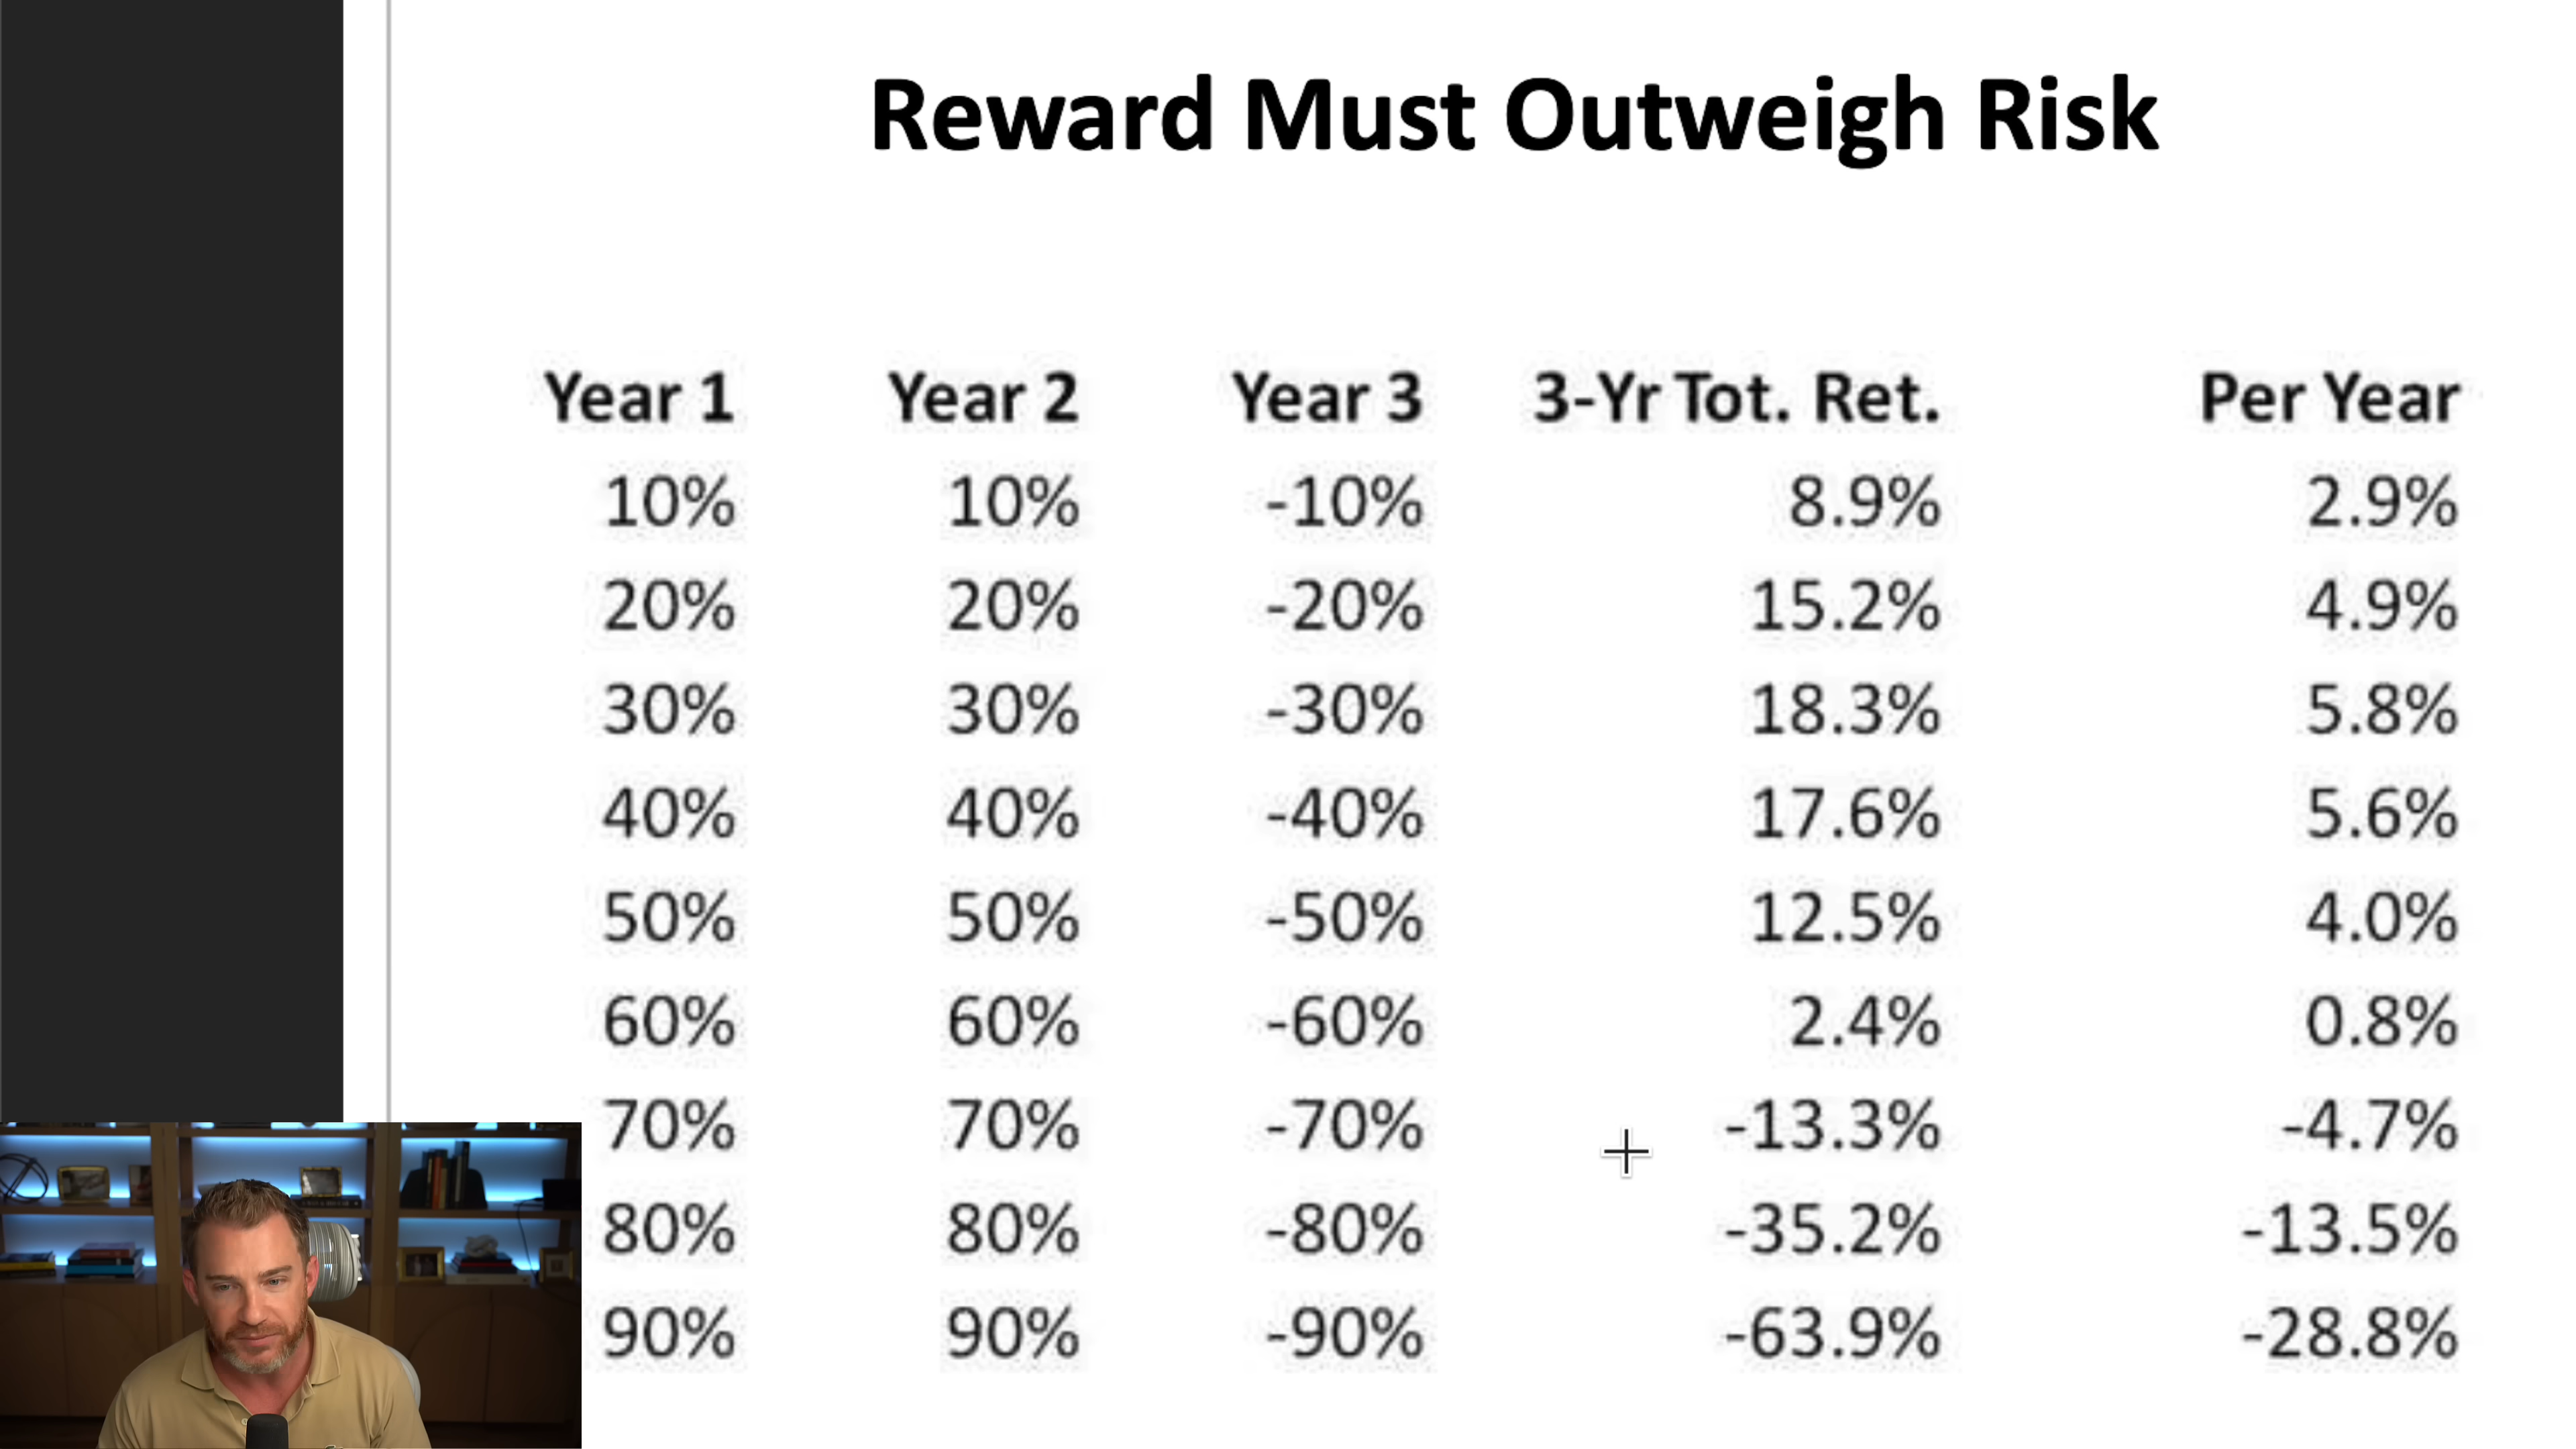 Reward Must Outweigh Risk
Year 1 Year 2 Year 3 3-Yr Tot. Ret. Per Year
10% 10% -10% 8.9% 2.9%
20% 20% -20% 15.2% 4.9%
30% 30% -30% 18.3% 5.8%
40% 40% -40% 17.6% 5.6%
50% 50% -50% 12.5% 4.0%
60% 60% -60% 2.4% 0.8%
70% 70% -70% -13.3% -4.7%
80% 80% -80% -35.2% -13.5%
90% 90% -90% -63.9% -28.8%